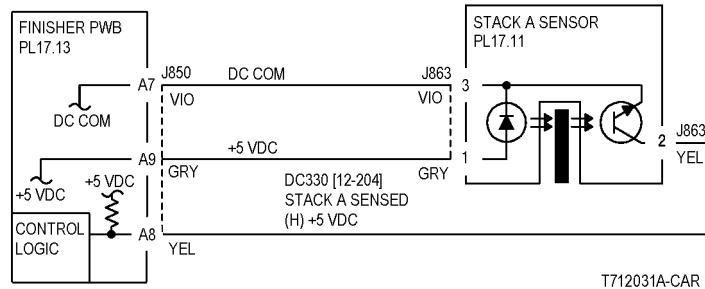 FINISHER PWB
PL17.13
STACK A SENSOR
PL17.11
A7
J850
DC COM
J863
3
VIO
VIO
DC COM
2
J863
YEL
A9
+5 VDC
1
GRY
GRY
+5 VDC
+5 VDC
DC330 [12-204]
STACK A SENSED
(H) +5 VDC
CONTROL
LOGIC
A8
YEL
T712031A-CAR